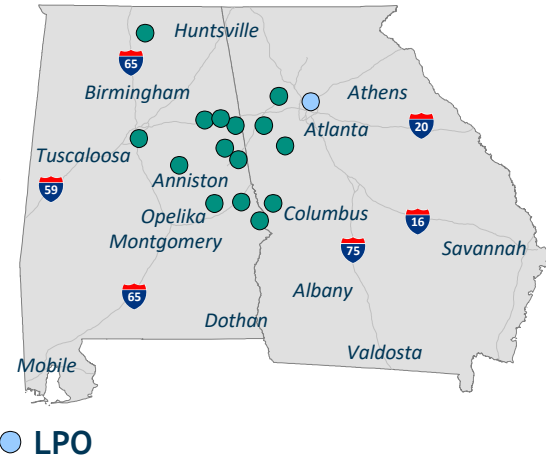 Huntsville
65
Birmingham
Athens
Atlanta
20
Tuscaloosa
59
Anniston
Opelika
Columbus
16
Montgomery
75
Savannah
65
Albany
Dothan
Valdosta
Mobile
LPO